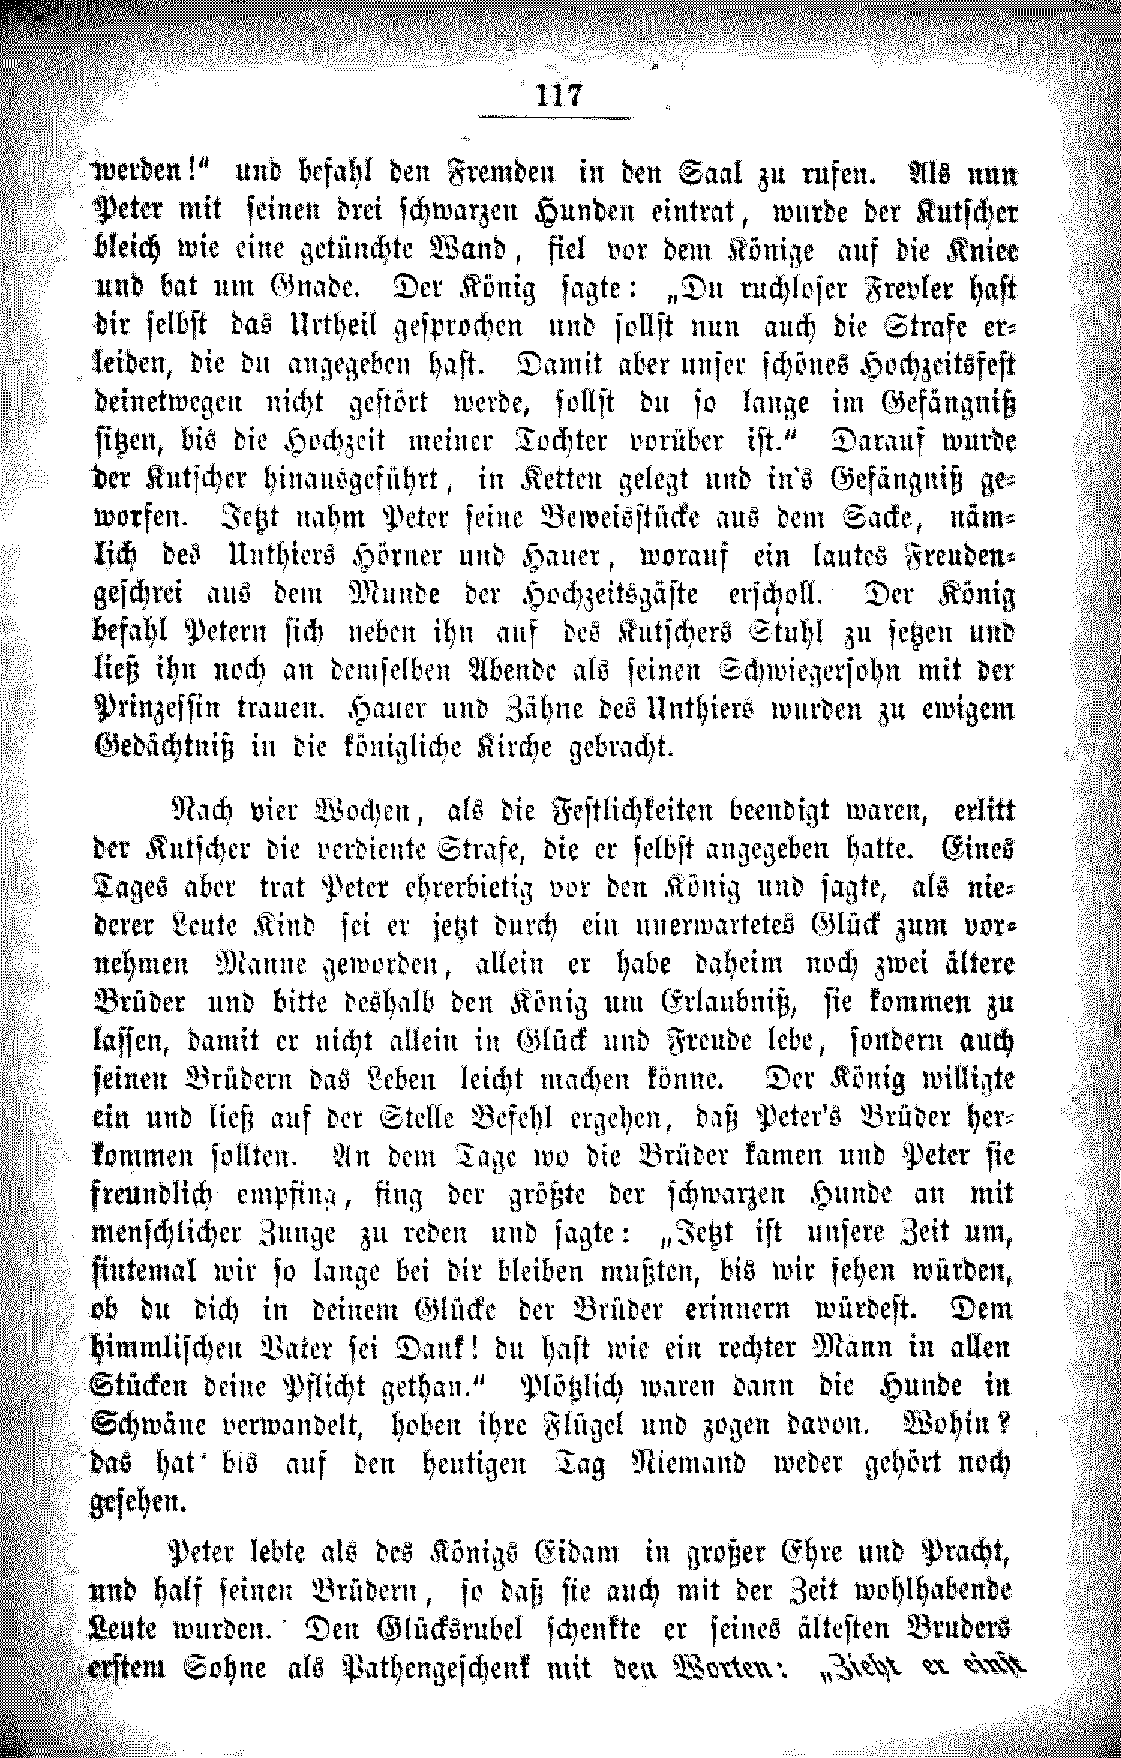 117
werden!“ und befahl den Fremden in den Saal zu rufen. Als nun
Peter mit seinen drei schwarzen Hunden eintrat, wurde der Kutscher
bleich wie eine getünchte Wand, fiel vor dem Könige auf die Kniee
und bat um Gnade. Der König sagte: „Du ruchloser Frevler hast
dir selbst das Urtheil gesprochen und sollst nun auch die Strafe er-
leiden, die du angegeben hast. Damit aber unser schönes Hochzeitsfest
deinetwegen nicht gestört werde, sollst du so lange im Gefängniß
sitzen, bis die Hochzeit meiner Tochter vorüber ist.“ Darauf wurde
der Kutscher hinausgeführt, in Ketten gelegt und in's Gefängniß ge-
worfen. Jetzt nahm Peter seine Beweisstücke aus dem Sacke, näm-
lich des Unthiers Hörner und Hauer, worauf ein lautes Freuden-
geschrei aus dem Munde der Hochzeitsgäste erscholl. Der König
befahl Petern sich neben ihn auf des Kutschers Stuhl zu setzen und
ließ ihn noch an demselben Abende als seinen Schwiegersohn mit der
Prinzessin trauen. Hauer und Zähne des Unthiers wurden zu ewigem
Gedächtniß in die königliche Kirche gebracht.
Nach vier Wochen, als die Festlichkeiten beendigt waren, erlitt
der Kutscher die verdiente Strafe, die er selbst angegeben hatte. Eines
Tages aber trat Peter ehrerbietig vor den König und sagte, als nie-
derer Leute Kind sei er jetzt durch ein unerwartetes Glück zum vor-
nehmen Manne geworden, allein er habe daheim noch zwei ältere
Brüder und bitte deshalb den König um Erlaubniß, sie kommen zu
lassen, damit er nicht allein in Glück und Freude lebe, sondern auch
seinen Brüdern das Leben leicht machen könne. Der König willigte
ein und ließ auf der Stelle Befehl ergehen, daß Peter's Brüder her-
kommen sollten. An dem Tage wo die Brüder kamen und Peter sie
freundlich empfing, fing der größte der schwarzen Hunde an mit
menschlicher Zunge zu reden und sagte: „Jetzt ist unsere Zeit um,
sintemal wir so lange bei dir bleiben mußten, bis wir sehen würden,
ob du dich in deinem Glücke der Brüder erinnern würdest. Dem
himmlischen Vater sei Dank! du hast wie ein rechter Mann in allen
Stücken deine Pflicht gethan.“ Plötzlich waren dann die Hunde in
Schwäne verwandelt, hoben ihre Flügel und zogen davon. Wohin?
das hat bis auf den heutigen Tag Niemand weder gehört noch
gesehen.
Peter lebte als des Königs Eidam in großer Ehre und Pracht,
und half seinen Brüdern, so daß sie auch mit der Zeit wohlhabende
Leute wurden. Den Glücksrubel schenkte er seines ältesten Bruders
erstem Sohne als Pathengeschenk mit den Worten: „Zieht er einst